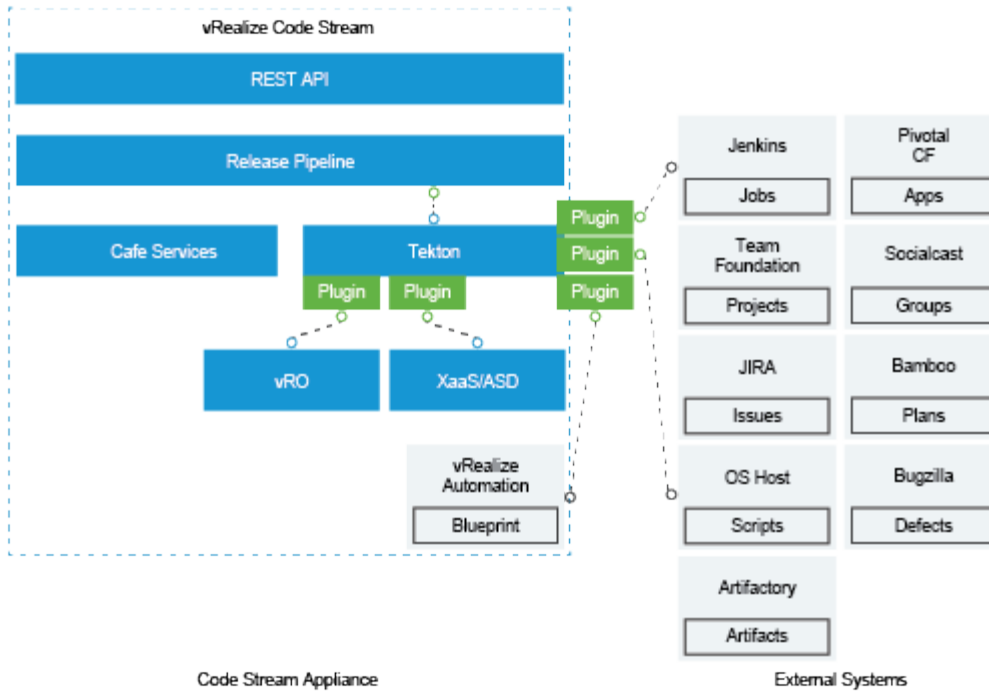 vRealize Code Stream
REST API
Release Pipeline
Cafe Services
Tekton
Plugin
Plugin
Plugin
Plugin
Plugin
vRO
XaaS/ASD
vRealize
Automation
Blueprint
Code Stream Appliance
Jenkins
Jobs
Pivotal
CF
Apps
Team
Foundation
Projects
Socialcast
Groups
JIRA
Issues
Bamboo
Plans
OS Host
Scripts
Bugzilla
Defects
Artifactory
Artifacts
External Systems